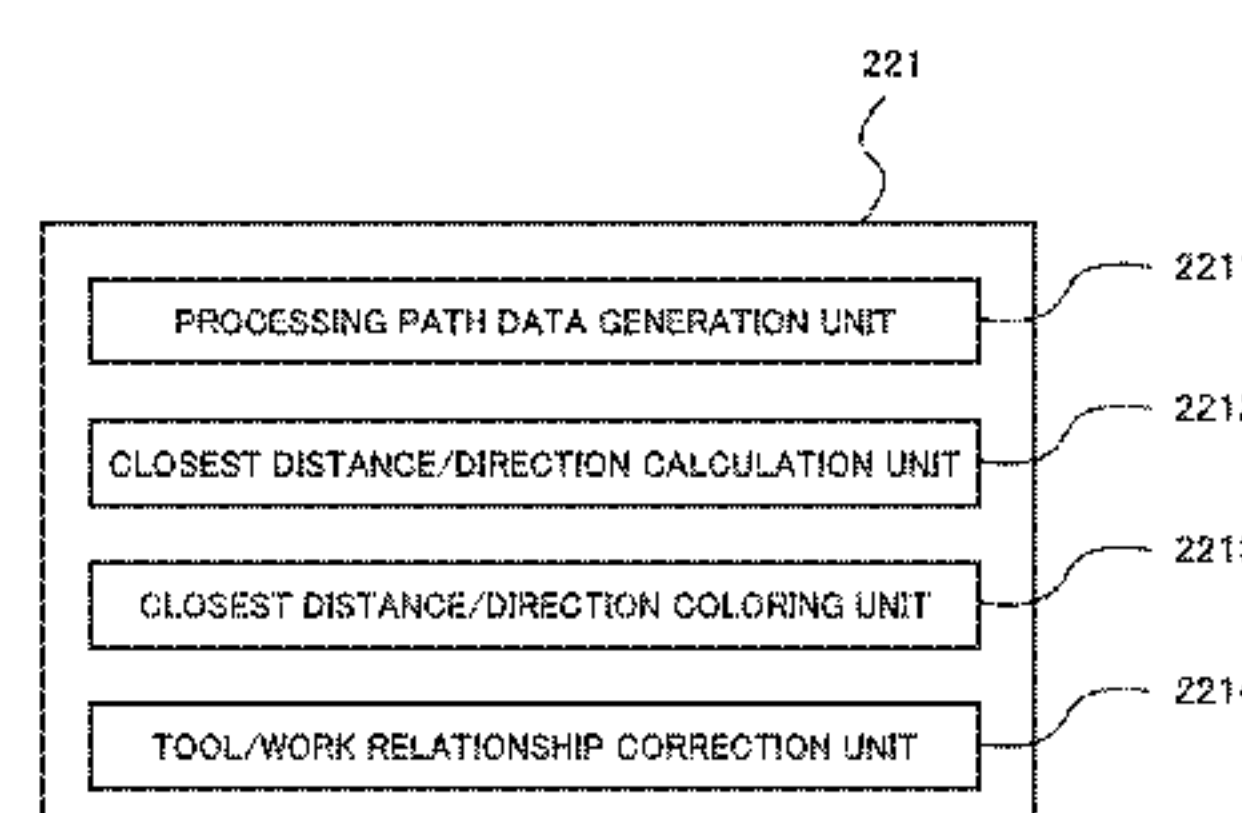 221
PROCESSING PATH DATA GENERATION UNIT
CLOSEST DISTANCE/DIRECTION CALCULATION UNIT
CLOSEST DISTANCE/DIRECTION COLORING UNIT
TOOL/WORK RELATIONSHIP CORRECTION UNIT